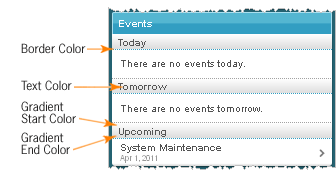 Events
Border Color
Today
There are no events today.
Text Color
Tomorrow
Gradient
Start Color
There are no events tomorrow.
Gradient
End Color
Upcoming
System Maintenance
Apr 1, 2011